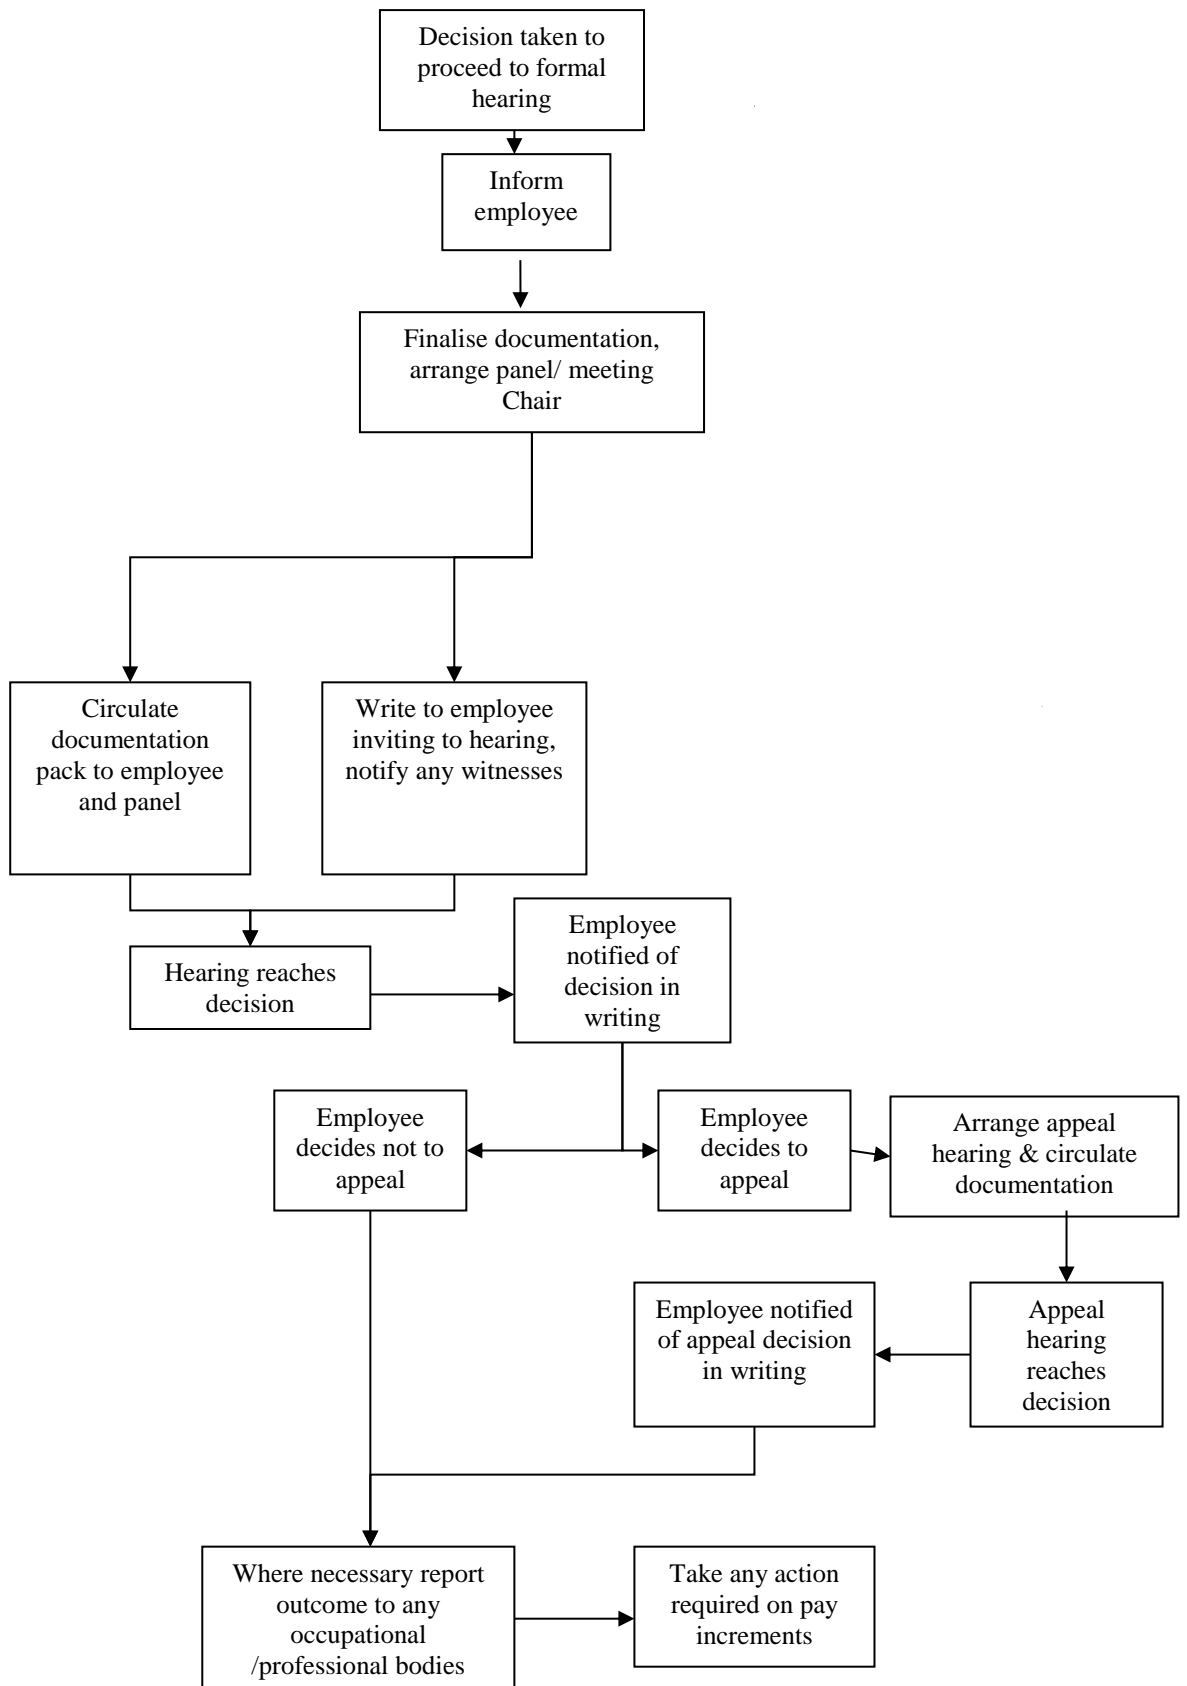 Decision taken to
proceed to formal
hearing
Inform
employee
Finalise documentation,
arrange panel/ meeting
Chair
Circulate
documentation
pack to employee
and panel
Write to employee
inviting to hearing,
notify any witnesses
Hearing reaches
decision
Employee
notified of
decision in
writing
Employee
decides not to
appeal
Employee
decides to
appeal
Arrange appeal
hearing & circulate
documentation
Appeal
hearing
reaches
decision
Employee notified
of appeal decision
in writing
Where necessary report
outcome to any
occupational
/professional bodies
Take any action
required on pay
increments